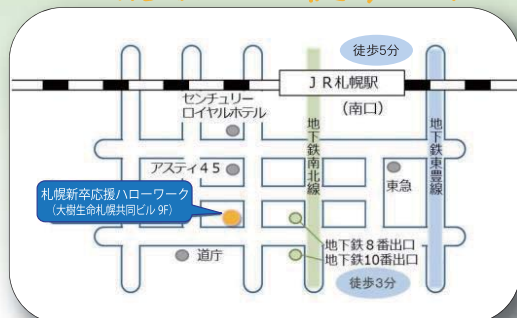 徒歩5分
JR札幌駅
(南口)
センチュリー
ロイヤルホテル
地下鉄南北線
地下鉄東豊線
アスティ45
東急
札幌新卒応援ハローワーク
(大樹生命札幌共同ビル 9F)
地下鉄8番出口
道庁
地下鉄10番出口
徒歩3分